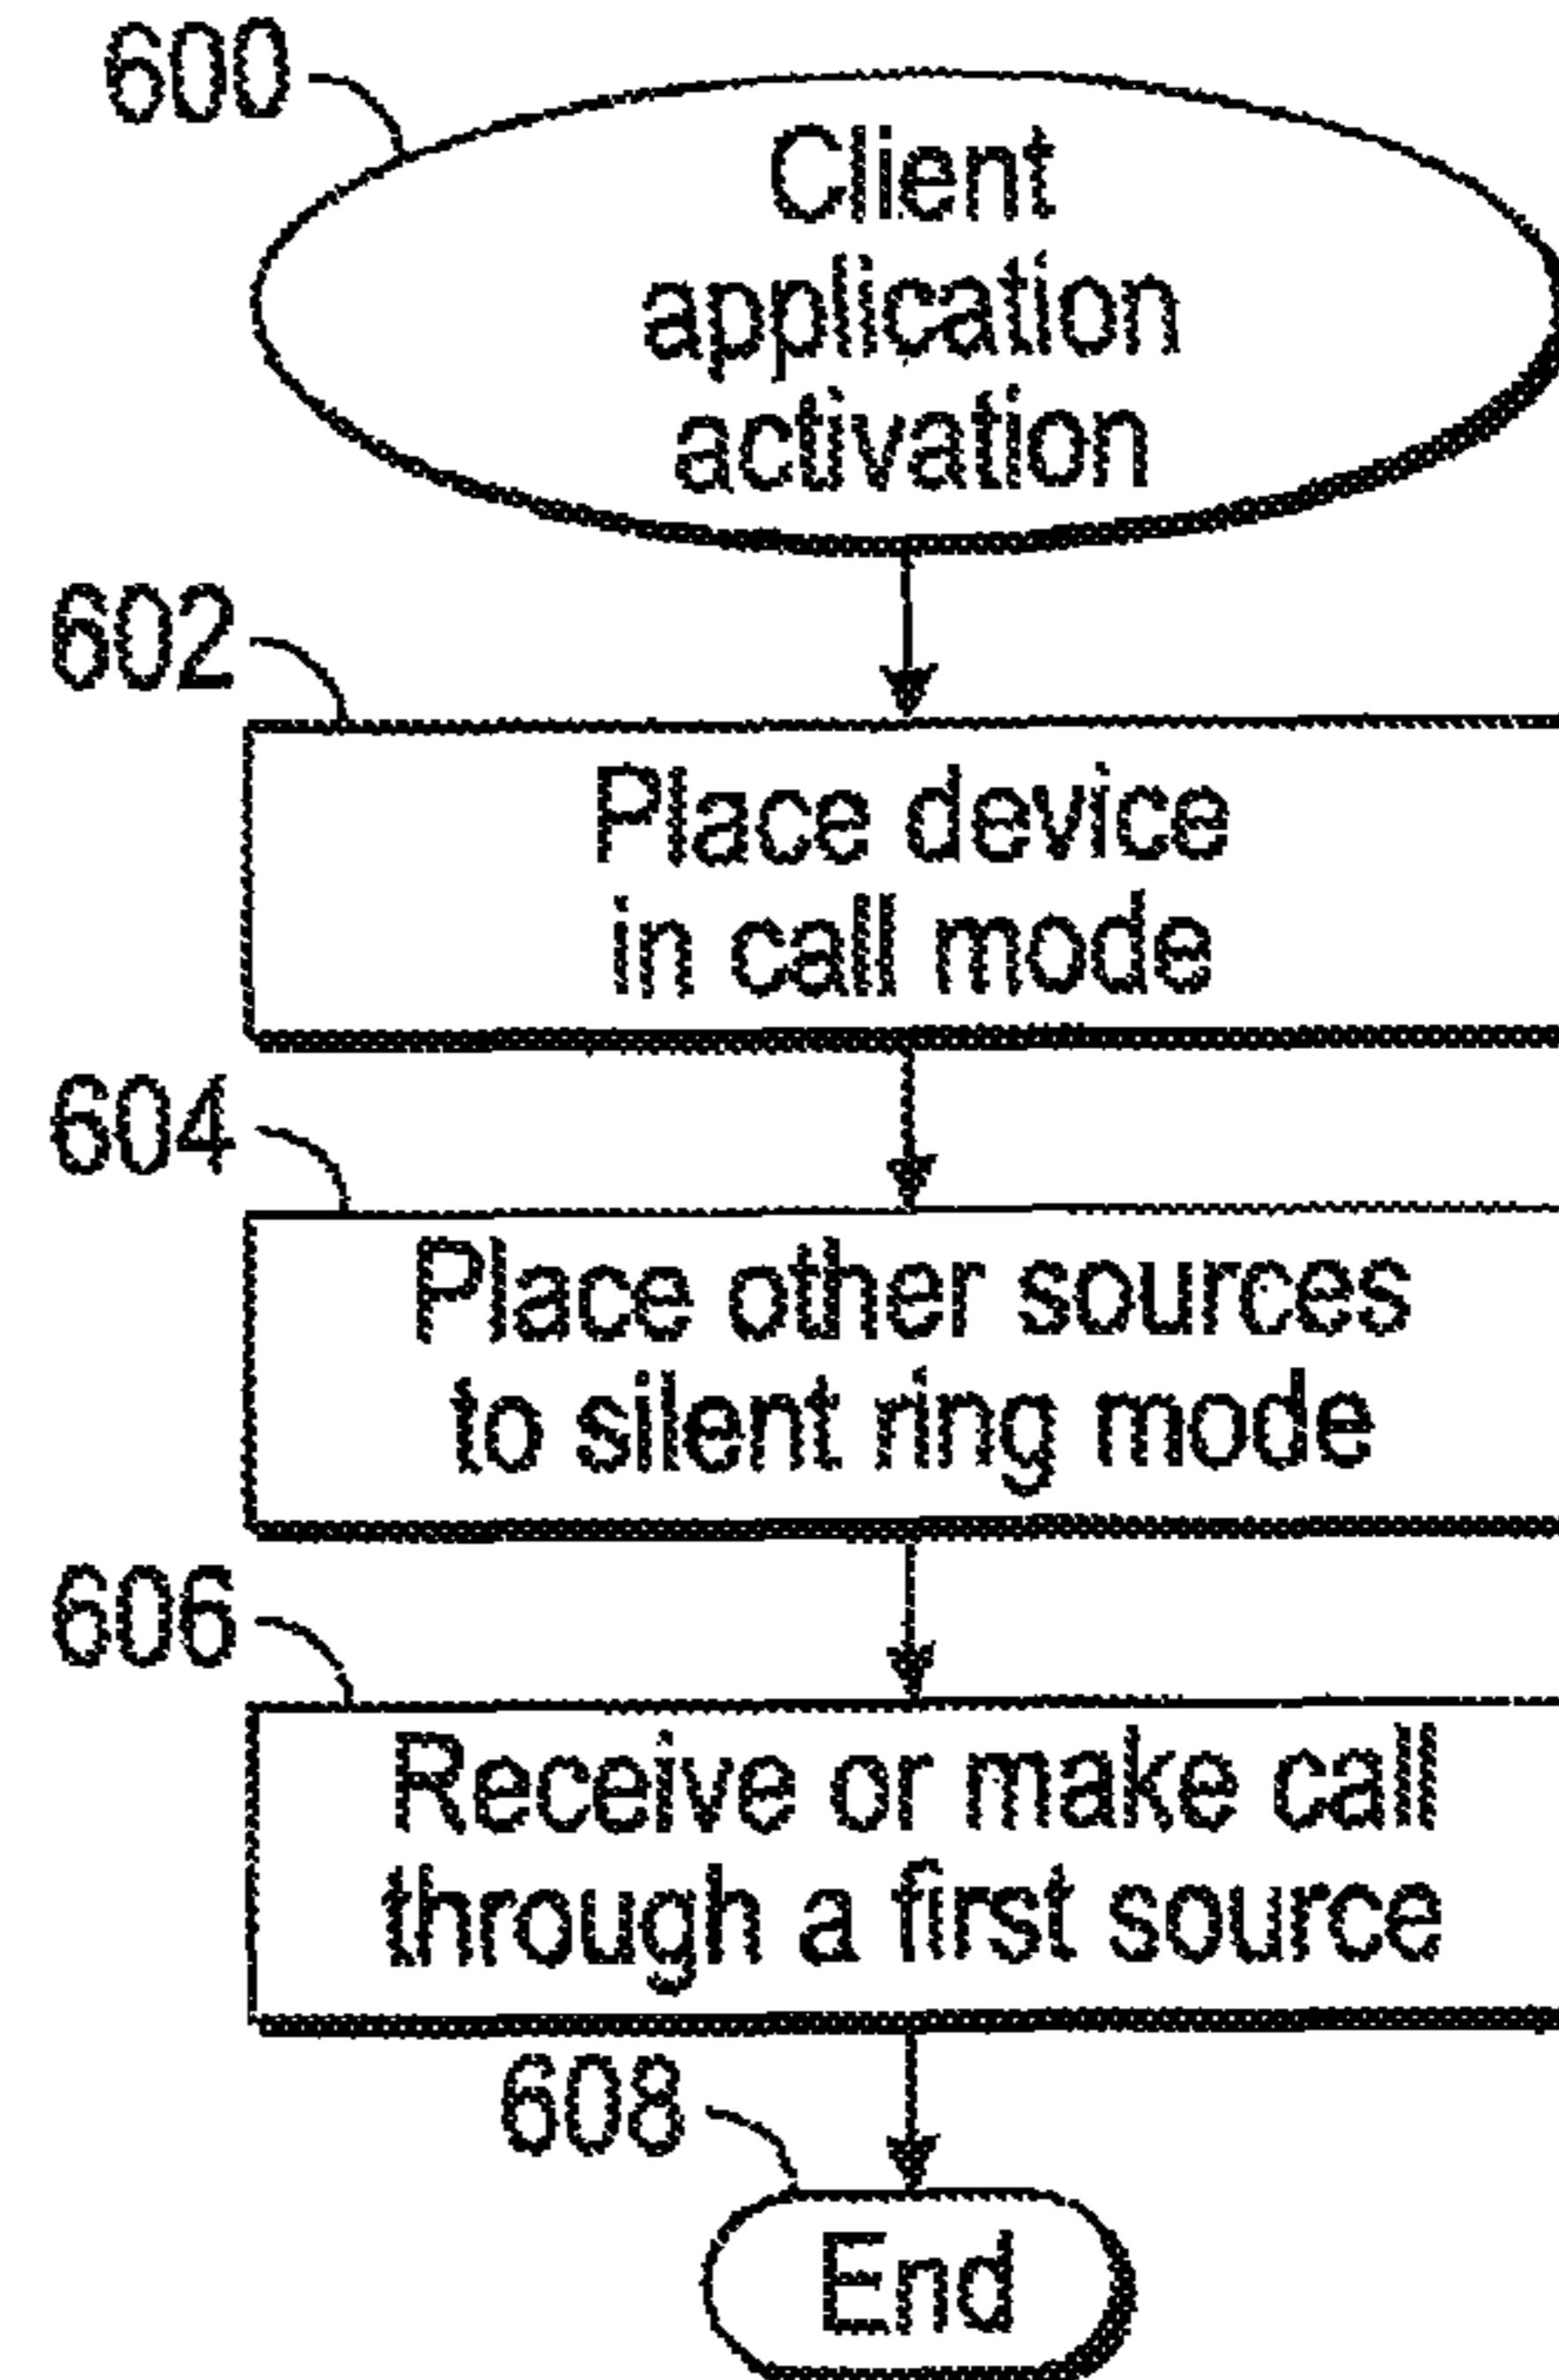 600
Client
application
activation
602
Place device
in call mode
604
Place other sources
to silent ring mode
606
Receive or make call
through a first source
608
End